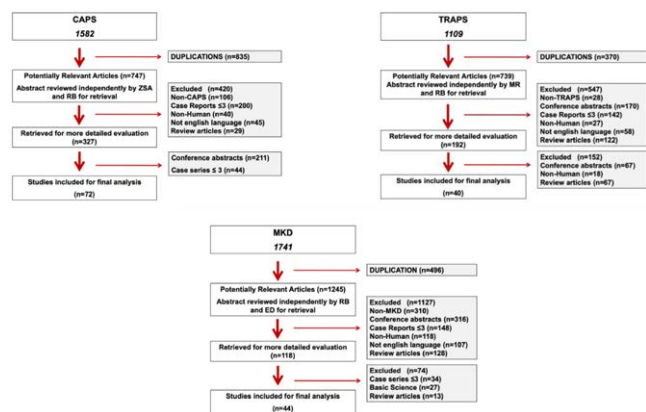 CAPS
1582
DUPLICATIONS (n=835)
Potentially Relevant Articles (n=747)
Abstract reviewed independently by ZSA
and RB for retrieval
Excluded (n=420)
Non-CAPS (n=106)
Case Reports ≤3 (n=200)
Non-Human (n=40)
Not english language (n=45)
Review articles (n=29)
Retrieved for more detailed evaluation
(n=327)
Conference abstracts (n=211)
Case series ≤ 3 (n=44)
Studies included for final analysis
(n=72)
TRAPS
1109
DUPLICATIONS (n=370)
Potentially Relevant Articles (n=739)
Abstract reviewed independently by MR
and RB for retrieval
Excluded (n=547)
Non-TRAPS (n=28)
Conference abstracts (n=170)
Case Reports ≤3 (n=142)
Non-Human (n=27)
Not english language (n=58)
Review articles (n=122)
Retrieved for more detailed evaluation
(n=192)
Excluded (n=152)
Conference abstracts (n=67)
Non-Human (n=18)
Review articles (n=67)
Studies included for final analysis
(n=40)
MKD
1741
DUPLICATION (n=496)
Potentially Relevant Articles (n=1245)
Abstract reviewed independently by RB
and ED for retrieval
Excluded (n=1127)
Non-MKD (n=310)
Conference abstracts (n=316)
Case Reports ≤3 (n=148)
Non-Human (n=118)
Not english language (n=107)
Review articles (n=128)
Retrieved for more detailed evaluation
(n=118)
Excluded (n=74)
Case series ≤3 (n=34)
Basic Science (n=27)
Review articles (n=13)
Studies included for final analysis
(n=44)